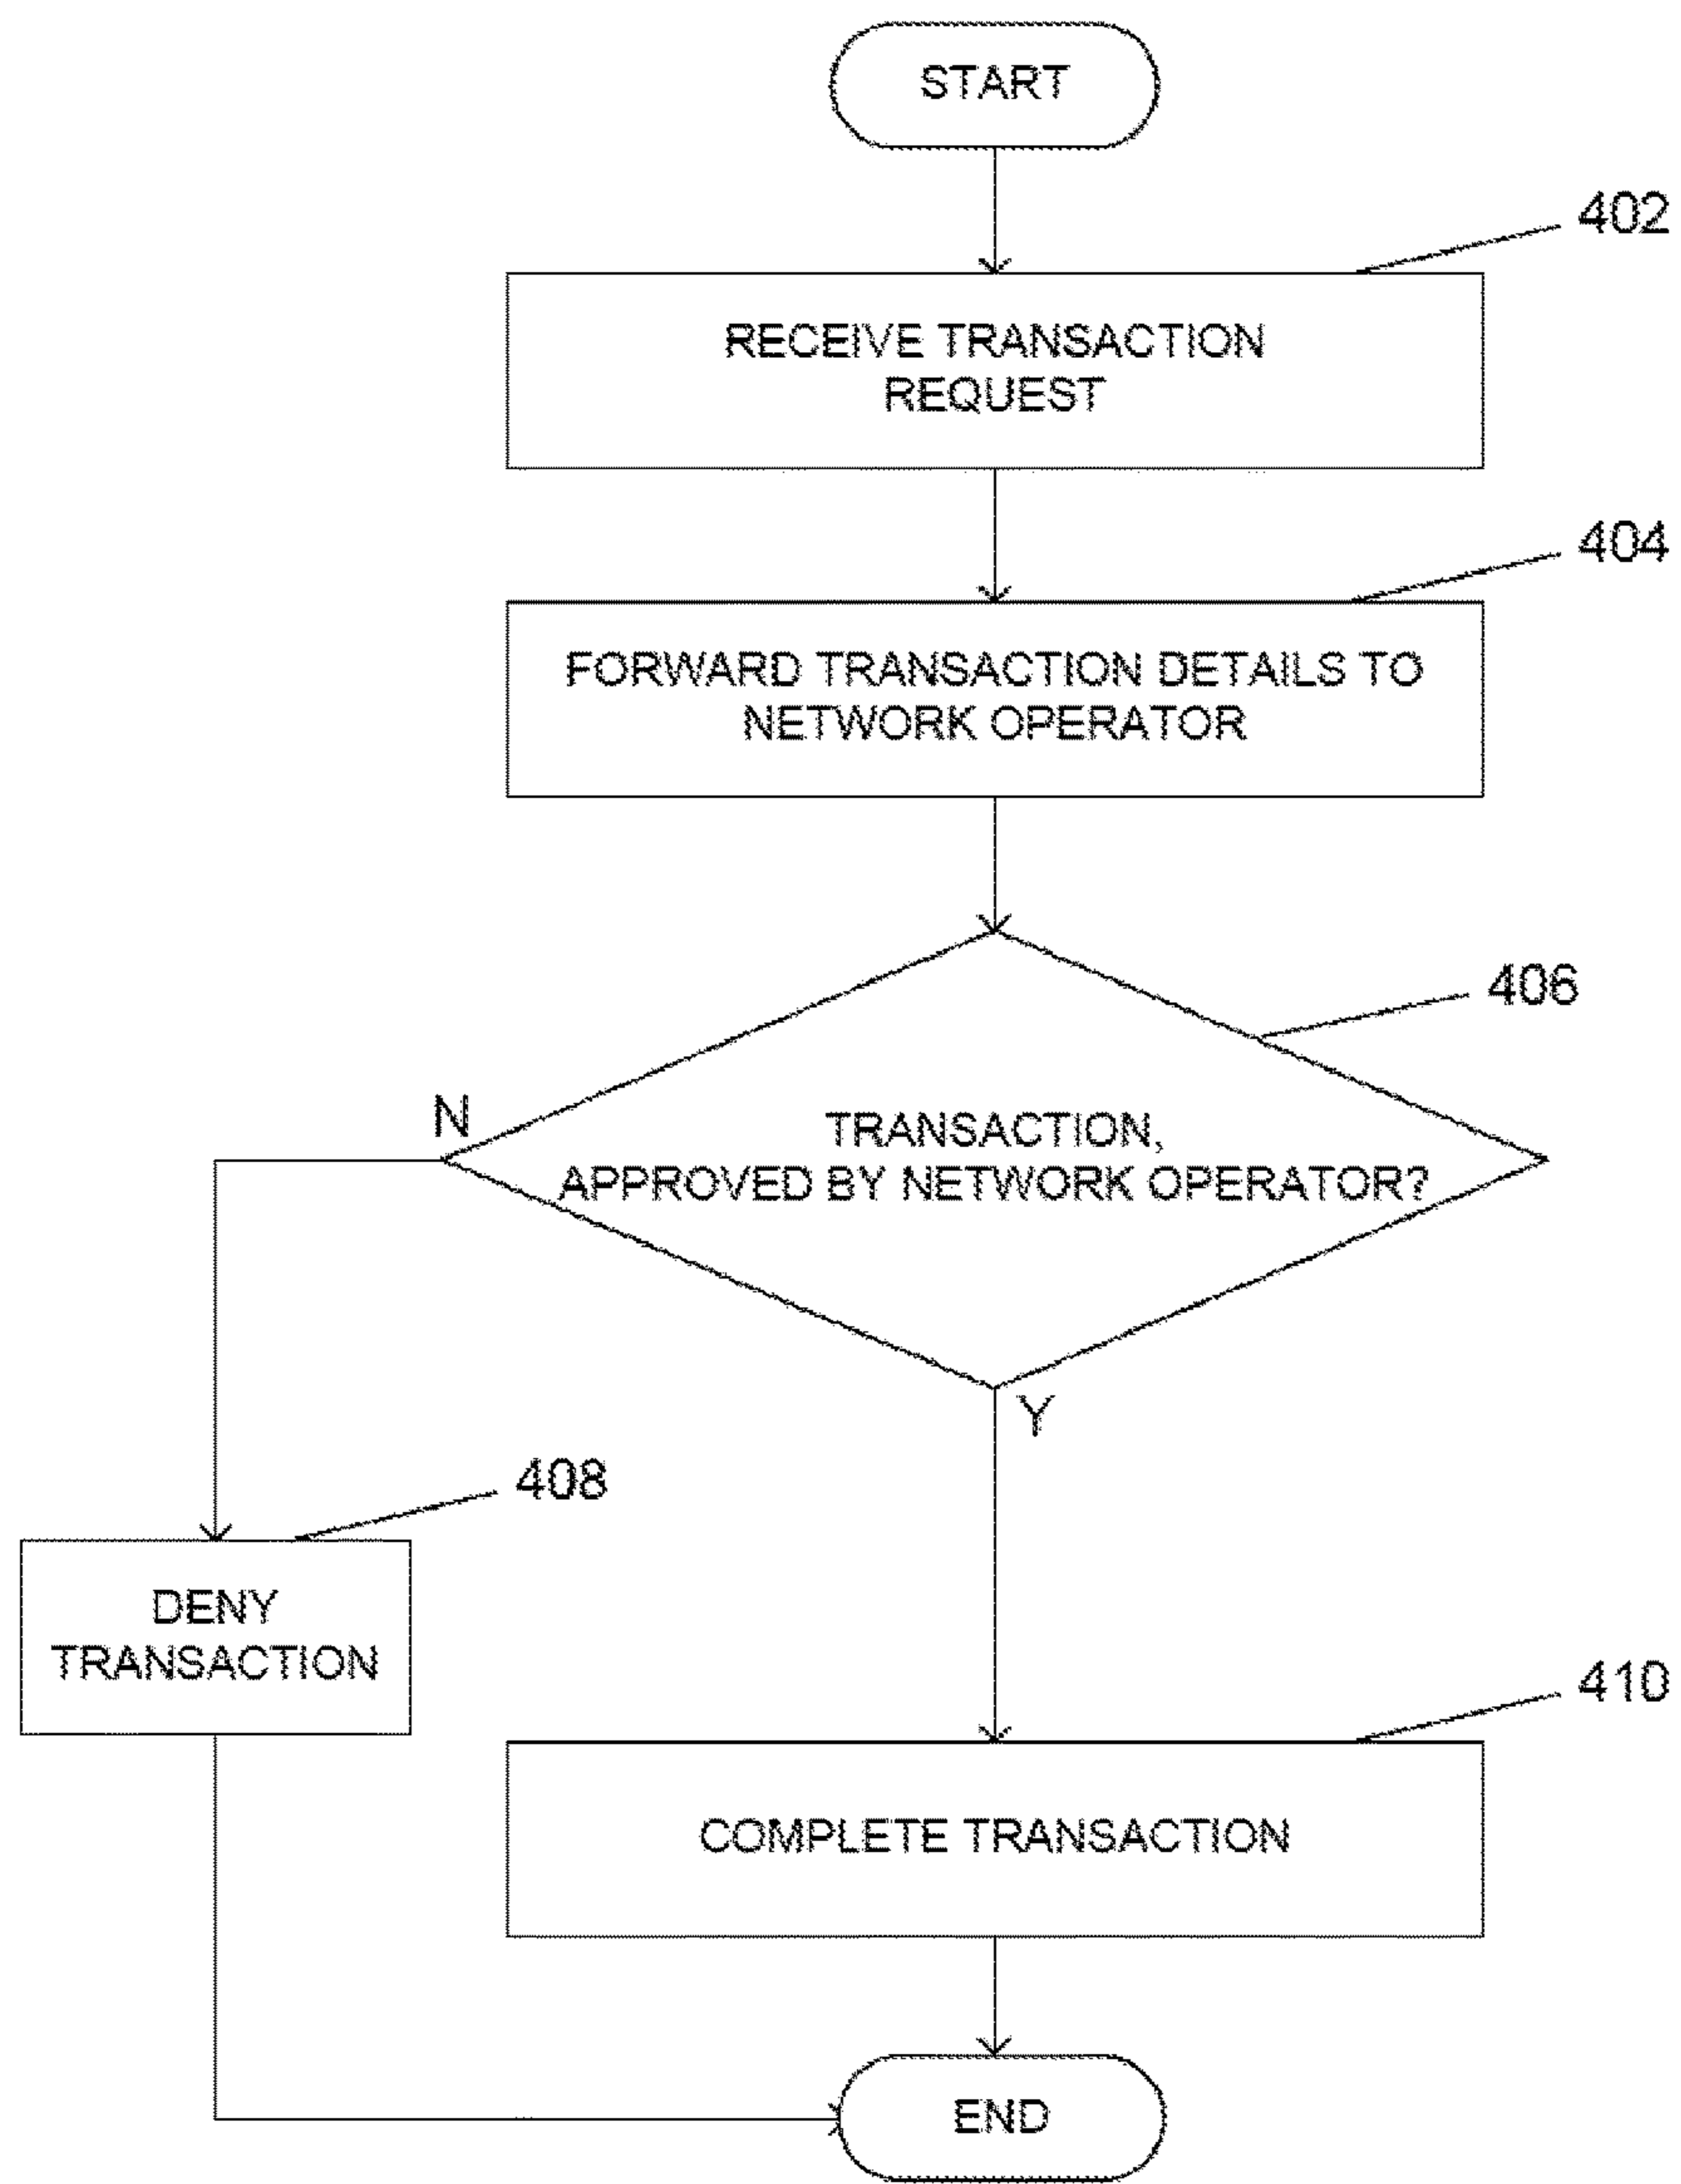 START
402
RECEIVE TRANSACTION
REQUEST
404
FORWARD TRANSACTION DETAILS TO
NETWORK OPERATOR
406
N
TRANSACTION,
APPROVED BY NETWORK OPERATOR?
Y
408
DENY
TRANSACTION
410
COMPLETE TRANSACTION
END